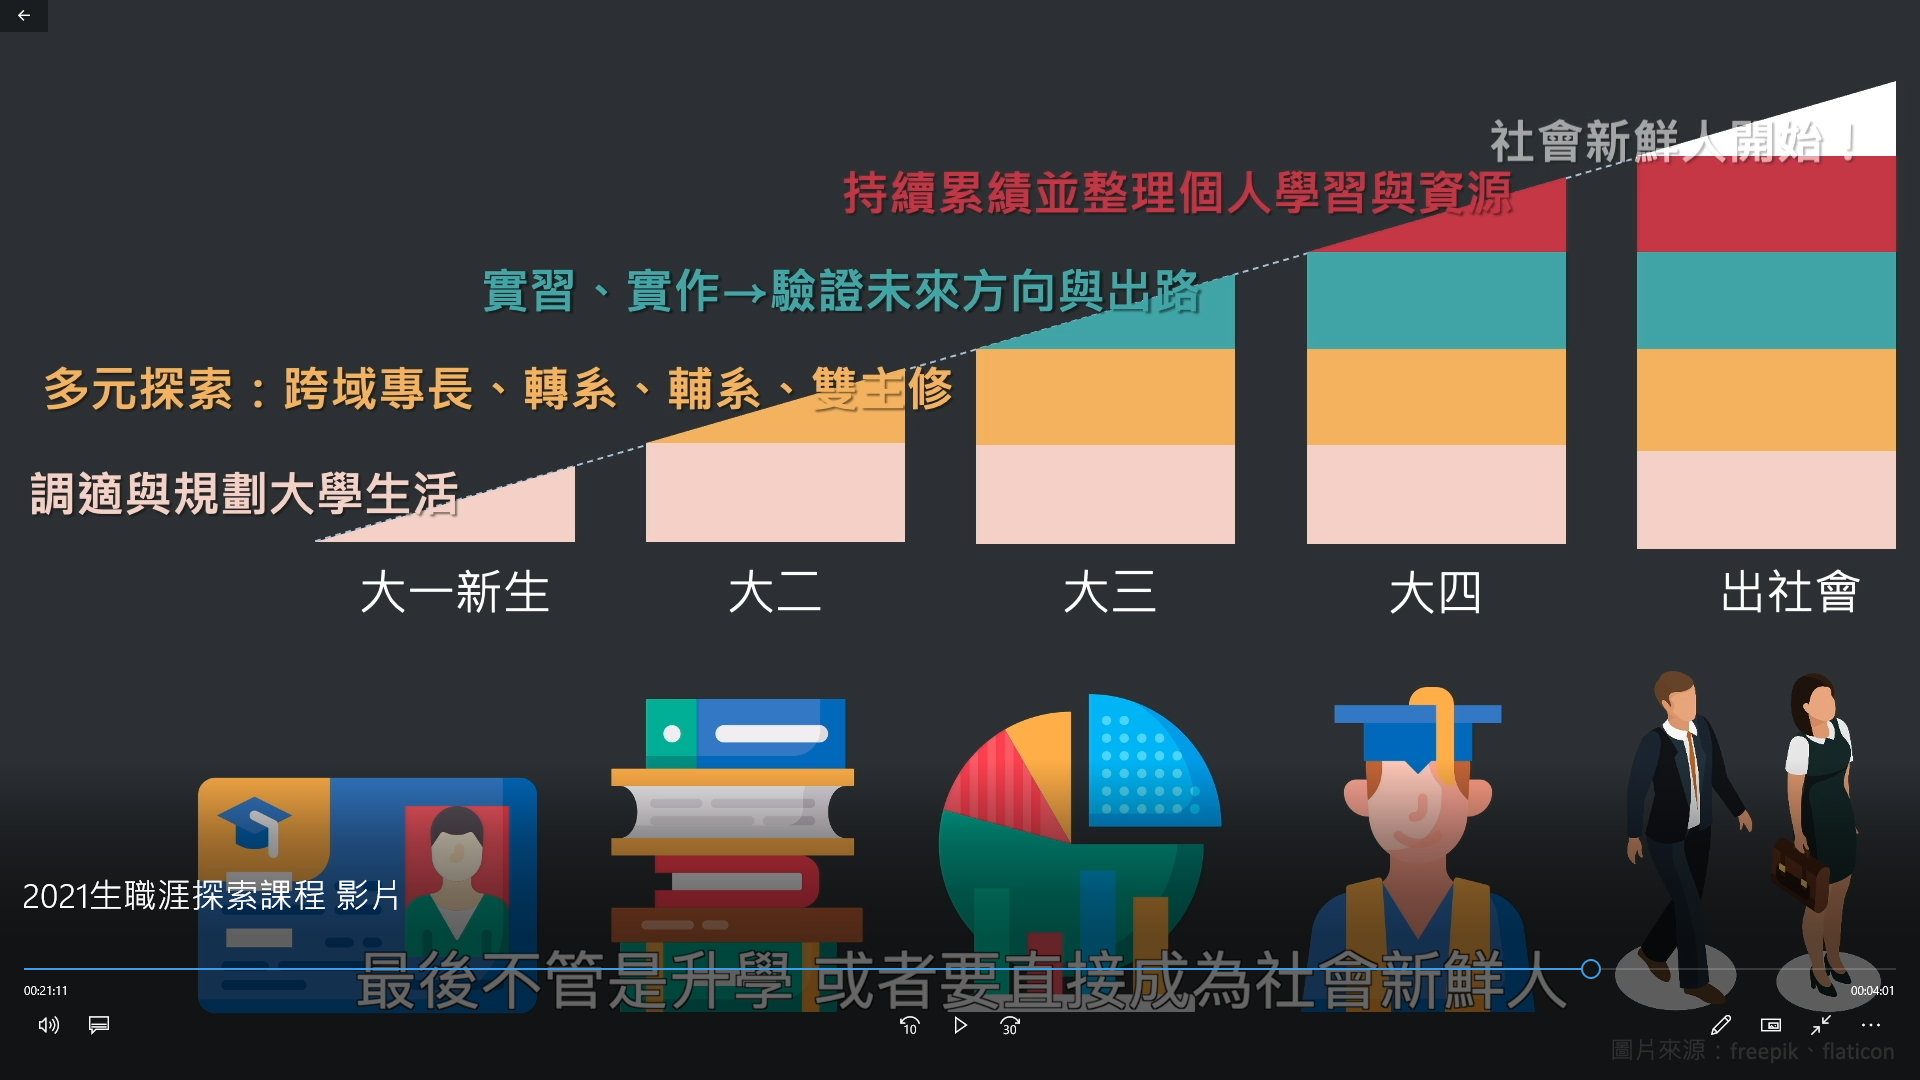 社會新鮮人開始！
持續累績並整理個人學習與資源
實習、實作→驗證未來方向與出路
多元探索：跨域專長、轉系、輔系、雙主修
調適與規劃大學生活
大一新生 大二 大三 大四 出社會
2021生職涯探索課程 影片
最後不管是升學 或者要直接成為社會新鮮人
00:21:11 00:04:01
10 30
圖片來源：freepik、flaticon